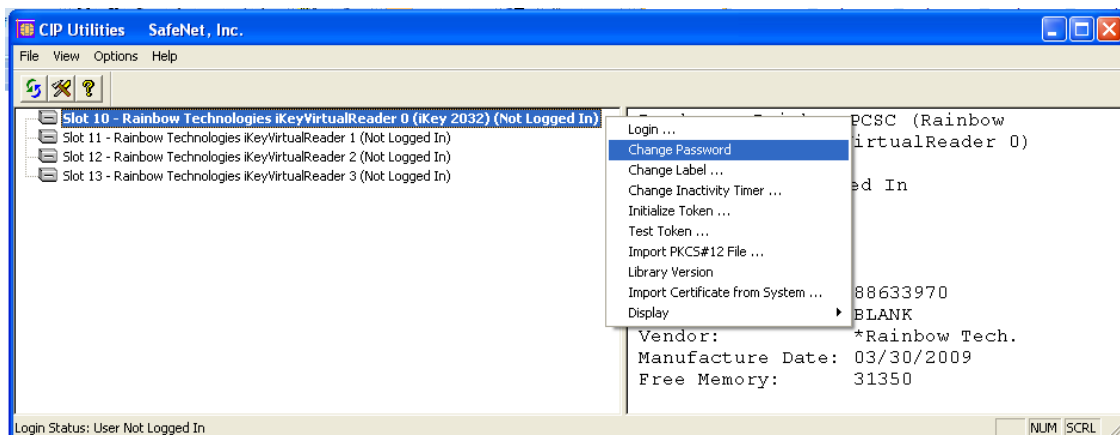 CIP Utilities SafeNet, Inc.
File View Options Help
Slot 10 - Rainbow Technologies iKeyVirtualReader 0 (iKey 2032) (Not Logged In)
Slot 11 - Rainbow Technologies iKeyVirtualReader 1 (Not Logged In)
Slot 12 - Rainbow Technologies iKeyVirtualReader 2 (Not Logged In)
Slot 13 - Rainbow Technologies iKeyVirtualReader 3 (Not Logged In)
Login ...
Change Password
Change Label ...
Change Inactivity Timer ...
Initialize Token ...
Test Token ...
Import PKCS#12 File ...
Library Version
Import Certificate from System ...
Display
PCSC (Rainbow
irtualReader 0)
ed In
88633970
BLANK
Vendor: *Rainbow Tech.
Manufacture Date: 03/30/2009
Free Memory: 31350
Login Status: User Not Logged In
NUM SCRL